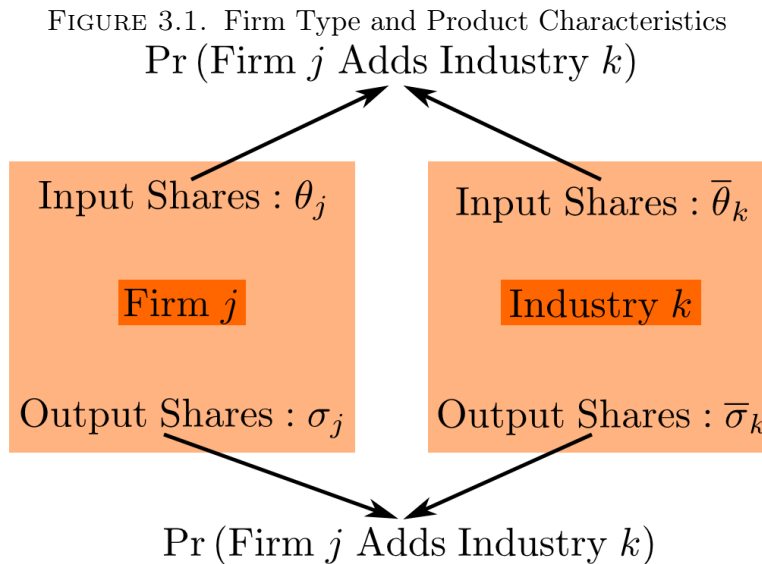 FIGURE 3.1. Firm Type and Product Characteristics
Pr (Firm j Adds Industry k)
Input Shares : θ_j
Input Shares : θ̅_k
Firm j
Industry k
Output Shares : σ_j
Output Shares : σ̅_k
Pr (Firm j Adds Industry k)